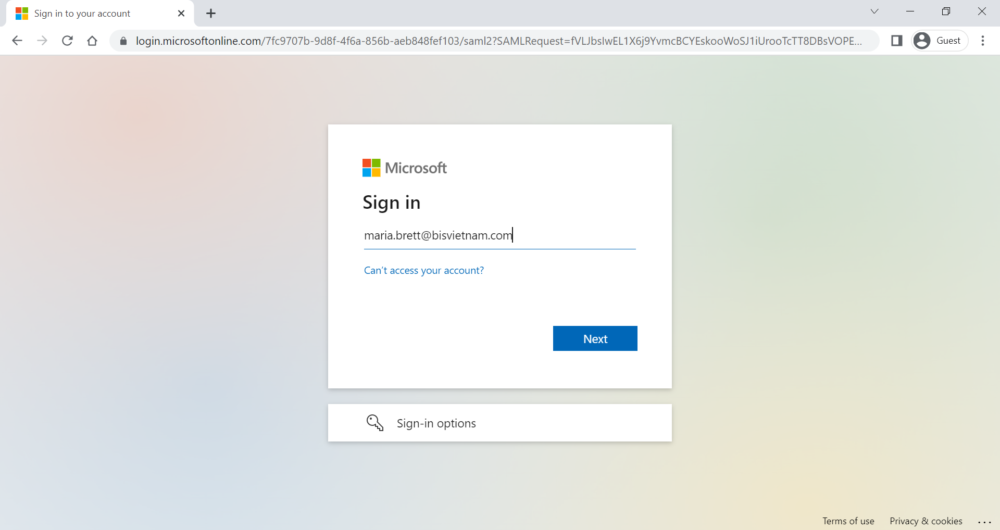 Sign in to your account
login.microsoftonline.com/7fc9707b-9d8f-4f6a-856b-aeb848fef103/saml2?SAMLRequest=fVLJbsIwEL1X6j9YvmcBCYEskooWoSJ1iUrooTcTT8DBsVOPE...
Guest
Microsoft
Sign in
maria.brett@bisvietnam.com
Can't access your account?
Next
Sign-in options
Terms of use Privacy & cookies ...